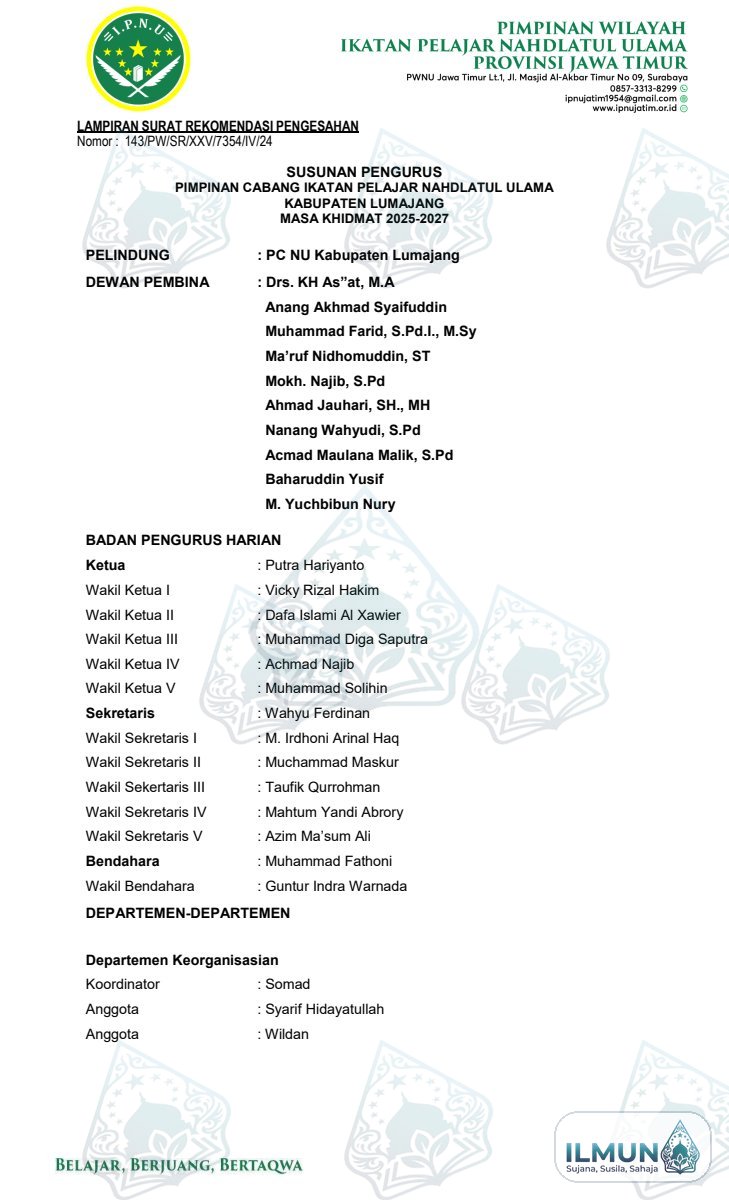 I.P.N.U
PIMPINAN WILAYAH
IKATAN PELAJAR NAHDLATUL ULAMA
PROVINSI JAWA TIMUR
PWNU Jawa Timur Lt.1, Jl. Masjid Al-Akbar Timur No 09, Surabaya
0857-3313-8299
ipnujatim1954@gmail.com
www.ipnujatim.or.id
LAMPIRAN SURAT REKOMENDASI PENGESAHAN
Nomor : 143/PW/SR/XXV/7354/IV/24
SUSUNAN PENGURUS
PIMPINAN CABANG IKATAN PELAJAR NAHDLATUL ULAMA
KABUPATEN LUMAJANG
MASA KHIDMAT 2025-2027
PELINDUNG : PC NU Kabupaten Lumajang
DEWAN PEMBINA : Drs. KH As”at, M.A
Anang Akhmad Syaifuddin
Muhammad Farid, S.Pd.I., M.Sy
Ma’ruf Nidhomuddin, ST
Mokh. Najib, S.Pd
Ahmad Jauhari, SH., MH
Nanang Wahyudi, S.Pd
Acmad Maulana Malik, S.Pd
Baharuddin Yusif
M. Yuchbibun Nury
BADAN PENGURUS HARIAN
Ketua : Putra Hariyanto
Wakil Ketua I : Vicky Rizal Hakim
Wakil Ketua II : Dafa Islami Al Xawier
Wakil Ketua III : Muhammad Diga Saputra
Wakil Ketua IV : Achmad Najib
Wakil Ketua V : Muhammad Solihin
Sekretaris : Wahyu Ferdinan
Wakil Sekretaris I : M. Irdhoni Arinal Haq
Wakil Sekretaris II : Muchammad Maskur
Wakil Sekertaris III : Taufik Qurrohman
Wakil Sekretaris IV : Mahtum Yandi Abrory
Wakil Sekretaris V : Azim Ma’sum Ali
Bendahara : Muhammad Fathoni
Wakil Bendahara : Guntur Indra Warnada
DEPARTEMEN-DEPARTEMEN
Departemen Keorganisasian
Koordinator : Somad
Anggota : Syarif Hidayatullah
Anggota : Wildan
BELAJAR, BERJUANG, BERTAQWA
ILMUN
Sujana, Susila, Sahaja